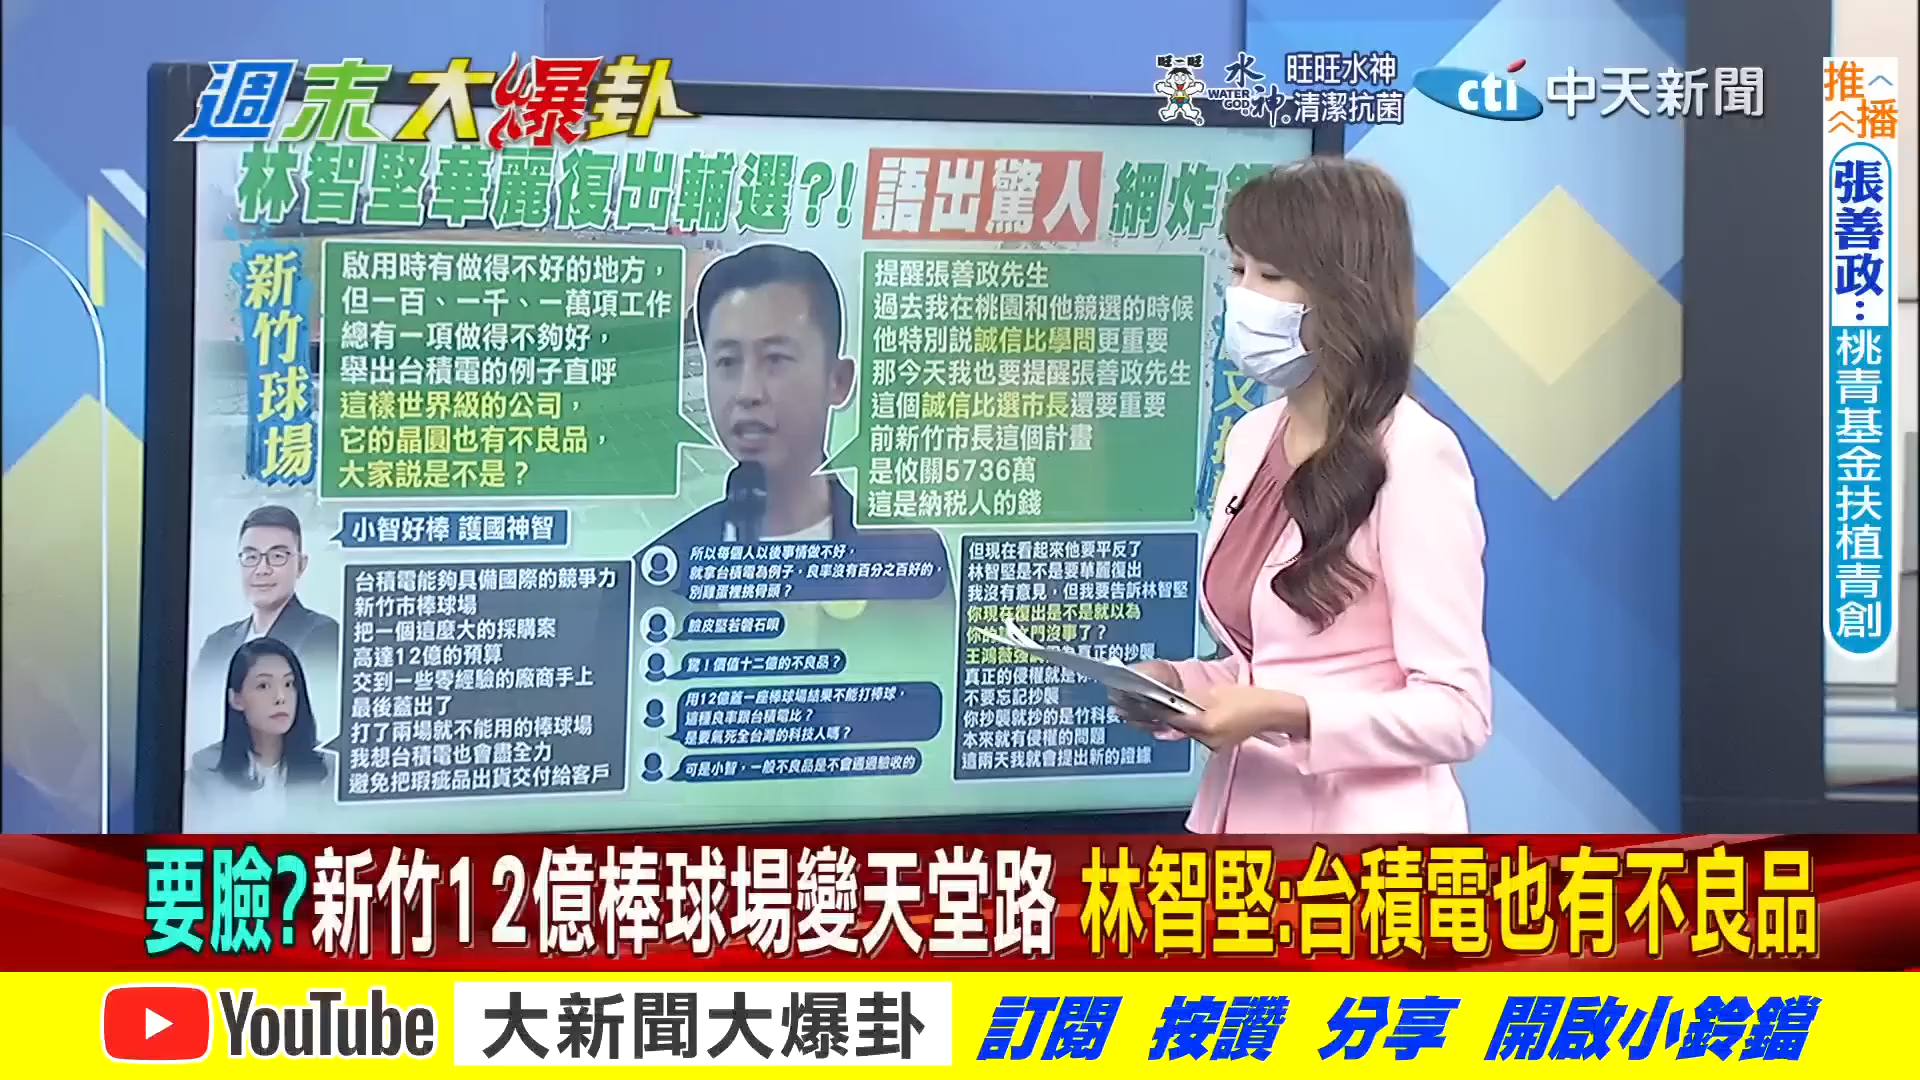 週末大爆卦
旺一旺
水神
WATER GOD
旺旺水神
清潔抗菌
cti 中天新聞
推播
張善政:桃青基金扶植青創
林智堅華麗復出輔選?! 語出驚人 網炸
新竹球場
啟用時有做得不好的地方，
但一百、一千、一萬項工作
總有一項做得不夠好，
舉出台積電的例子直呼
這樣世界級的公司，
它的晶圓也有不良品，
大家說是不是？
提醒張善政先生
過去我在桃園和他競選的時候
他特別說誠信比學問更重要
那今天我也要提醒張善政先生
這個誠信比選市長還要重要
前新竹市長這個計畫
是攸關5736萬
這是納稅人的錢
文
小智好棒 護國神智
台積電能夠具備國際的競爭力
新竹市棒球場
把一個這麼大的採購案
高達12億的預算
交到一些零經驗的廠商手上
最後蓋出了
打了兩場就不能用的棒球場
我想台積電也會盡全力
避免把瑕疵品出貨交付給客戶
所以每個人以後事情做不好，
就拿台積電為例子，良率沒有百分之百好的，
別雞蛋裡挑骨頭？
臉皮堅若磐石唄
驚！價值十二億的不良品？
用12億蓋一座棒球場結果不能打棒球，
這種良率跟台積電比？
是要氣死全台灣的科技人嗎？
可是小智，一般不良品是不會通過驗收的
但現在看起來他要平反了
林智堅是不是要華麗復出
我沒有意見，但我要告訴林智堅
你現在復出是不是就以為
你的 門沒事了？
王鴻薇強 真正的抄襲
真正的侵權就是你
不要忘記抄襲
你抄襲就抄的是竹科
本來就有侵權的問題
這兩天我就會提出新的證據
要臉?新竹12億棒球場變天堂路 林智堅:台積電也有不良品
YouTube 大新聞大爆卦 訂閱 按讚 分享 開啟小鈴鐺